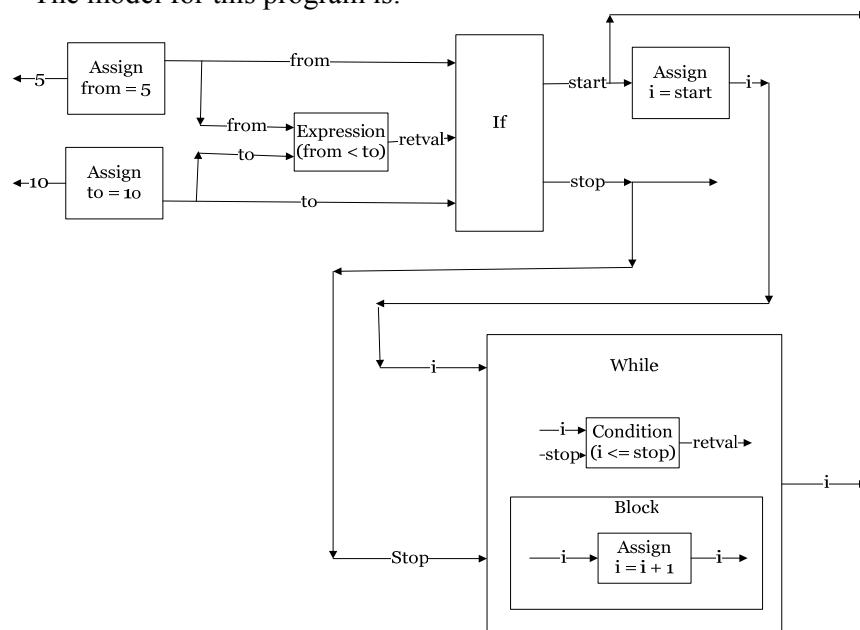 The model for this program is:
from
start
Assign
from = 5
5
Assign
i = start
i
from
Expression
(from < to)
retval
If
to
Assign
to = 10
10
stop
to
i
While
i
Condition
(i <= stop)
retval
stop
i
Block
Stop
i
Assign
i = i + 1
i